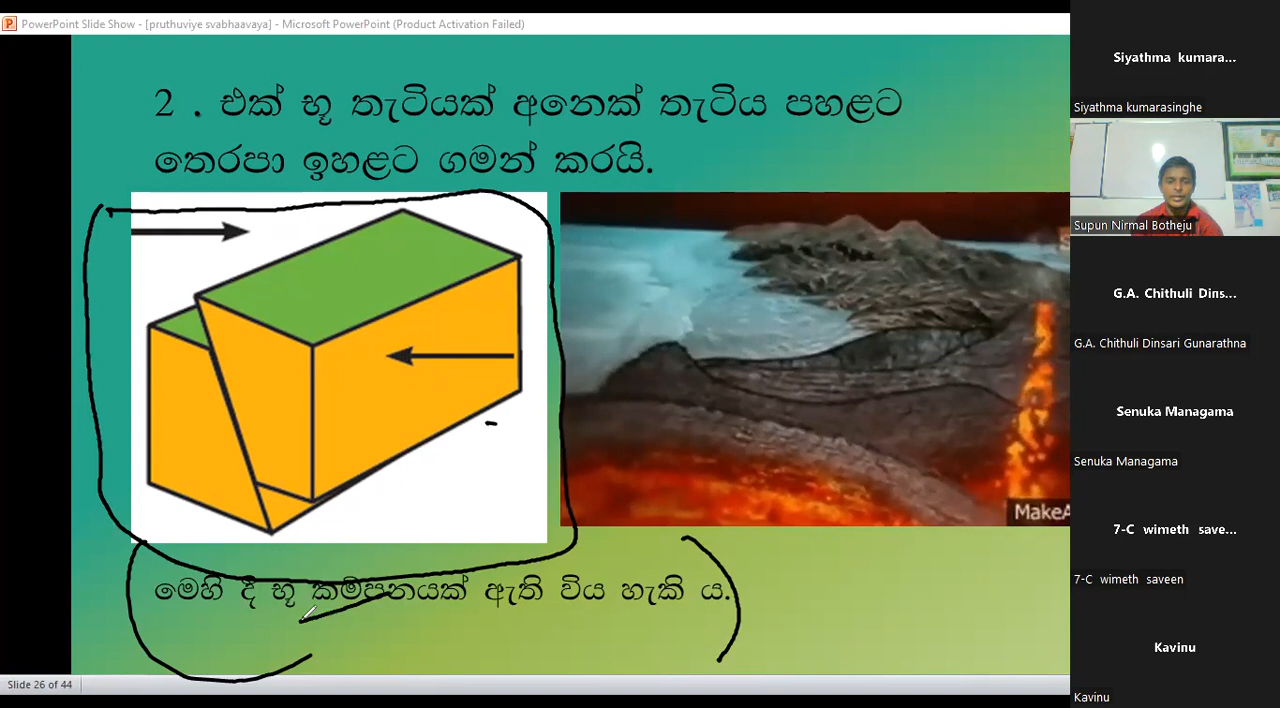 PowerPoint Slide Show - [pruthuviye svabhaavaya] - Microsoft PowerPoint (Product Activation Failed)
2 . එක් භූ තැටියක් අනෙක් තැටිය පහළට
තෙරපා ඉහළට ගමන් කරයි.
MakeA
මෙහි දී භූ කම්පනයක් ඇති විය හැකි ය.
Slide 26 of 44
Siyathma kumara...
Siyathma kumarasinghe
Supun Nirmal Botheju
G.A. Chithuli Dins...
G.A. Chithuli Dinsari Gunarathna
Senuka Managama
Senuka Managama
7-C wimeth save...
7-C wimeth saveen
Kavinu
Kavinu